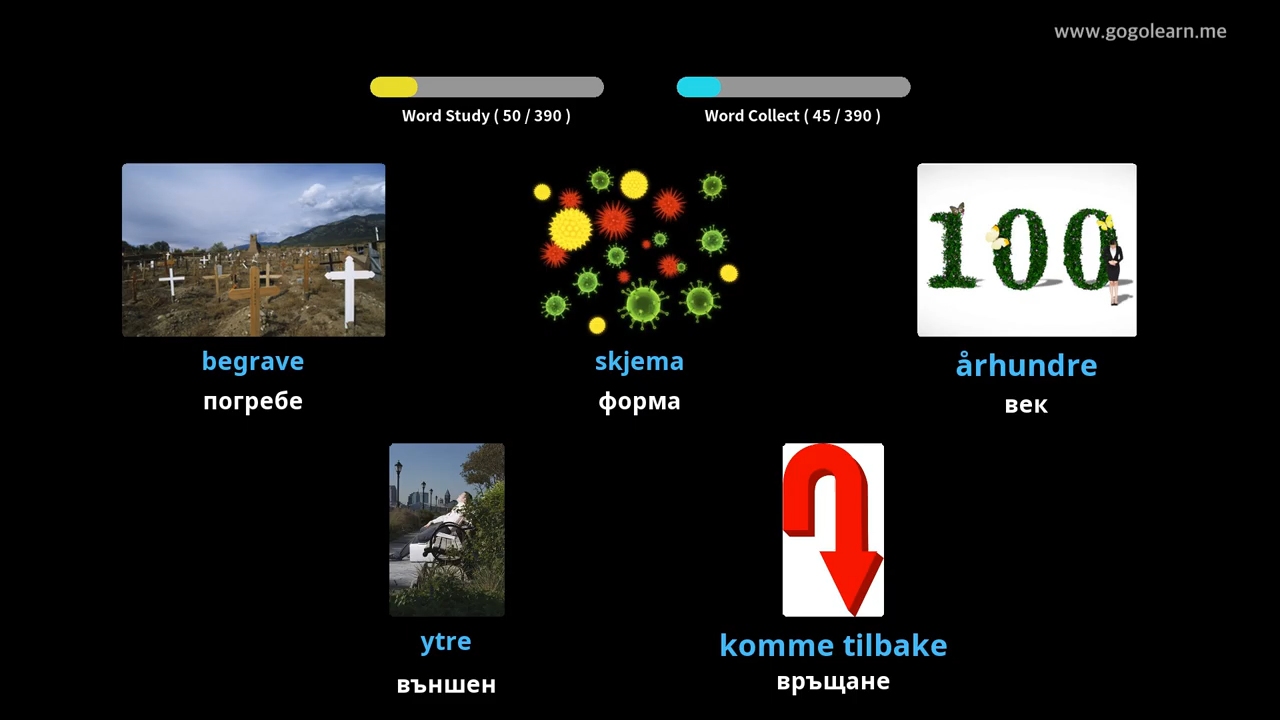 www.gogolearn.me
Word Study ( 50 / 390 )
Word Collect ( 45 / 390 )
begrave
погребе
skjema
форма
100
århundre
век
ytre
външен
komme tilbake
връщане